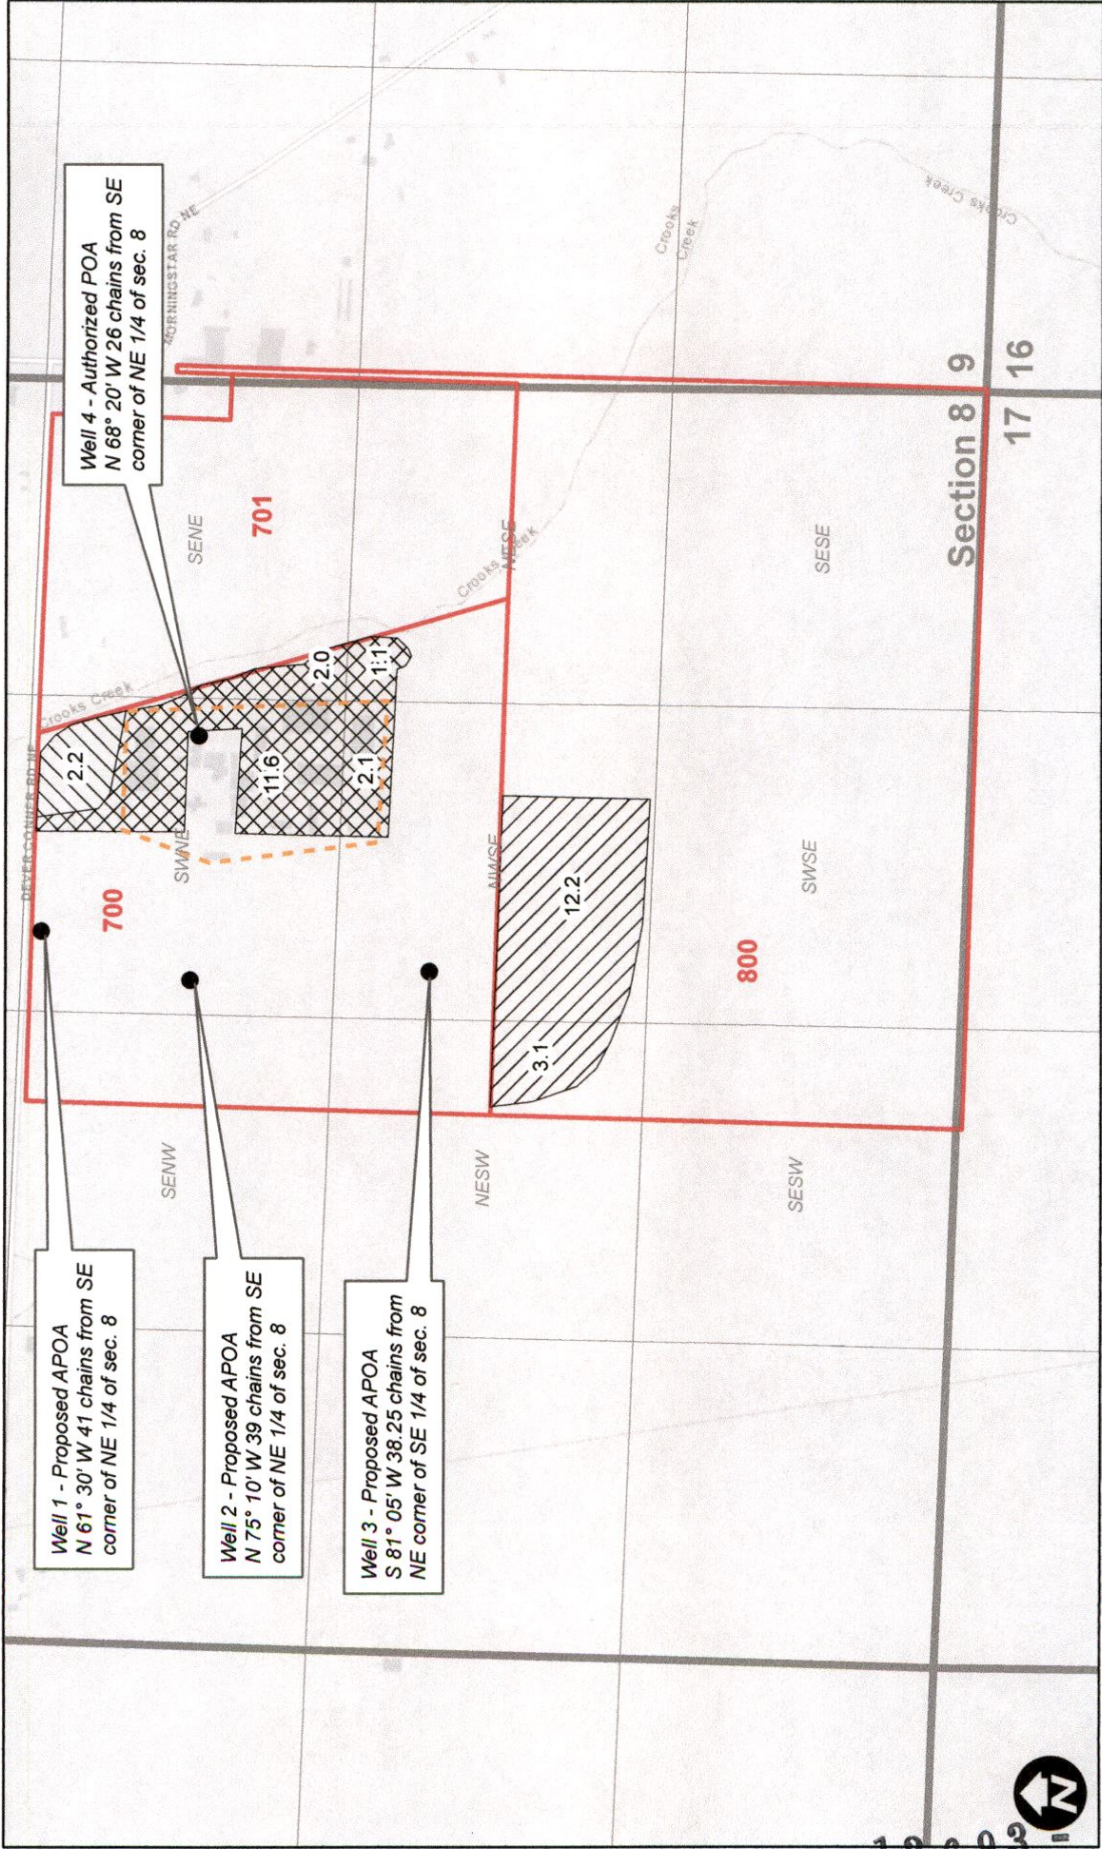 Well 1 - Proposed APOA
N 61° 30' W 41 chains from SE
corner of NE 1/4 of sec. 8
Well 2 - Proposed APOA
N 75° 10' W 39 chains from SE
corner of NE 1/4 of sec. 8
Well 3 - Proposed APOA
S 81° 05' W 38.25 chains from
NE corner of SE 1/4 of sec. 8
Well 4 - Authorized POA
N 68° 20' W 26 chains from SE
corner of NE 1/4 of sec. 8
MORNINGSTAR RD NE
Crooks Creek
2.2
700
SENW
SWNE
SENE
701
11.6
2.0
2.1
1.1
Crooks Creek
NESW
NWSE
NESE
3.1
12.2
Crooks
Creek
800
SESW
SWSE
SESE
Crooks Creek
Section 8
9
17
16
N